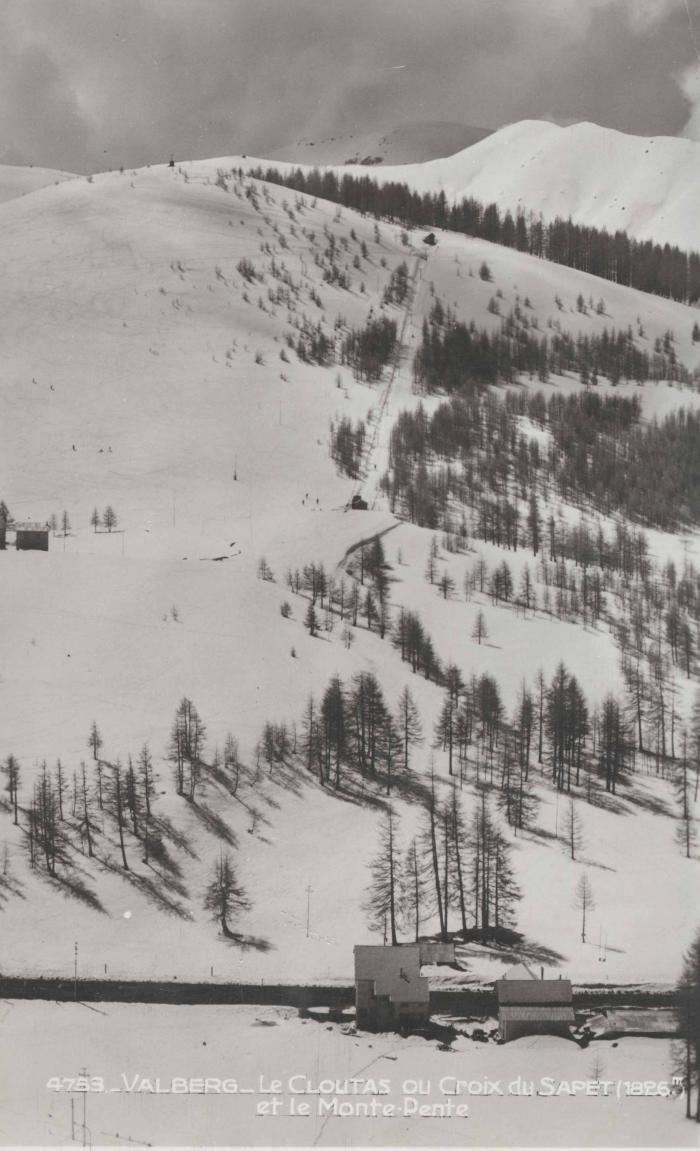 4753_VALBERG_LE CLOUTAS OU CROIX DU SAPET (1826m)
et le Monte-Pente